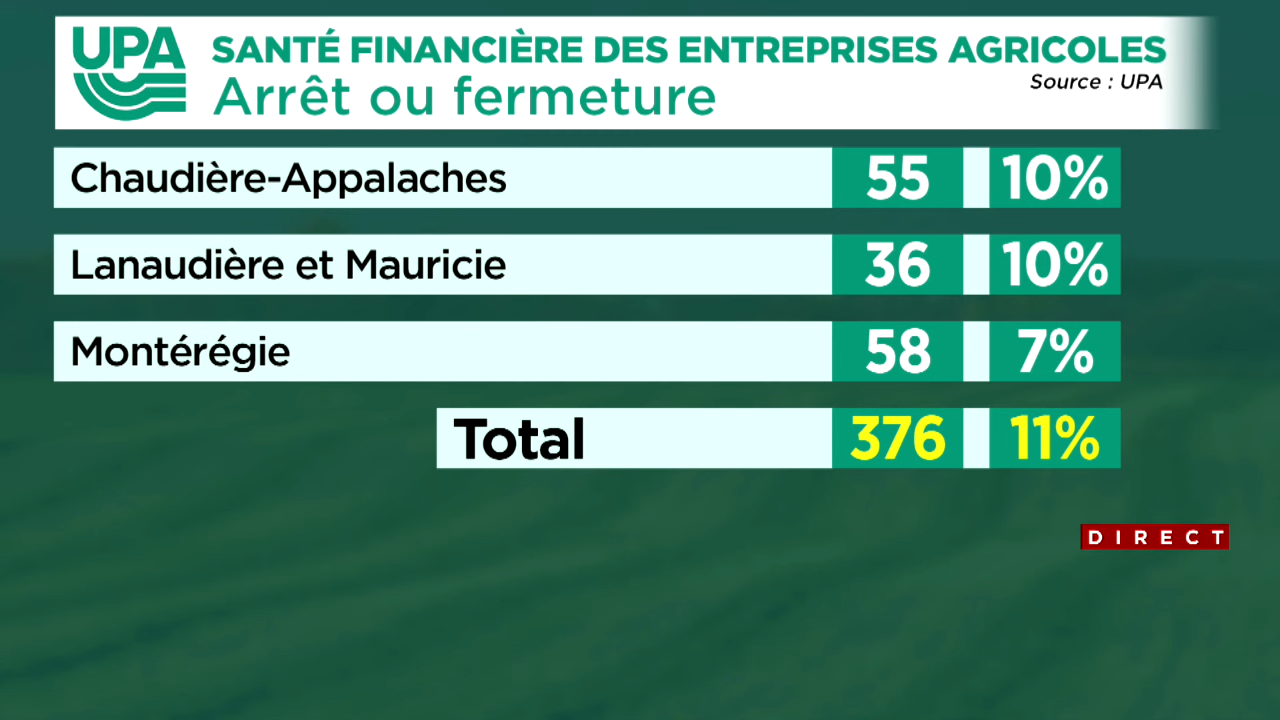 UPA
SANTÉ FINANCIÈRE DES ENTREPRISES AGRICOLES
Arrêt ou fermeture
Source : UPA
Chaudière-Appalaches 55 10%
Lanaudière et Mauricie 36 10%
Montérégie 58 7%
Total 376 11%
DIRECT